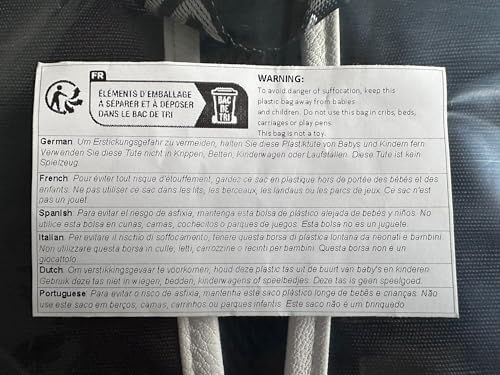 FR
ÉLÉMENTS D'EMBALLAGE
A SÉPARER ET À DÉPOSER
DANS LE BAC DE TRI
BAC
DE
TRI
WARNING:
To avoid danger of suffocation, keep this
plastic bag away from babies
and children. Do not use this bag in cribs, beds,
carriages or play pens.
This bag is not a toy.
German: Um Erstickungsgefahr zu vermeiden, halten Sie diese Plastiktüte von Babys und Kindern fern
Verwenden Sie diese Tüte nicht in Krippen, Betten, Kinderwagen oder Laufställen. Diese Tüte ist kein
Spielzeug.
French: Pour éviter tout risque d'étouffement, gardez ce sac en plastique hors de portée des bébés et des
enfants. Ne pas utiliser ce sac dans les lits, les berceaux, les landaus ou les parcs de jeux. Ce sac n'est
pas un jouet.
Spanish: Para evitar el riesgo de asfixia, mantenga esta bolsa de plástico alejada de bebés y niños. No
utilice esta bolsa en cunas, camas, cochecitos o parques de juegos. Esta bolsa no es un juguete.
Italian: Per evitare il rischio di soffocamento, tenere questa borsa di plastica lontana da neonati e bambini.
Non utilizzare questa borsa in culle, letti, carrozzine o recinti per bambini. Questa borsa non è un
giocattolo.
Dutch: Om verstikkingsgevaar te voorkomen, houd deze plastic tas uit de buurt van baby's en kinderen.
Gebruik deze tas niet in wiegen, bedden, kinderwagens of speelbedjes. Deze tas is geen speelgoed.
Portuguese: Para evitar o risco de asfixia, mantenha este saco plástico longe de bebês e crianças. Não
use este saco em berços, camas, carrinhos ou parques infantis. Este saco não é um brinquedo